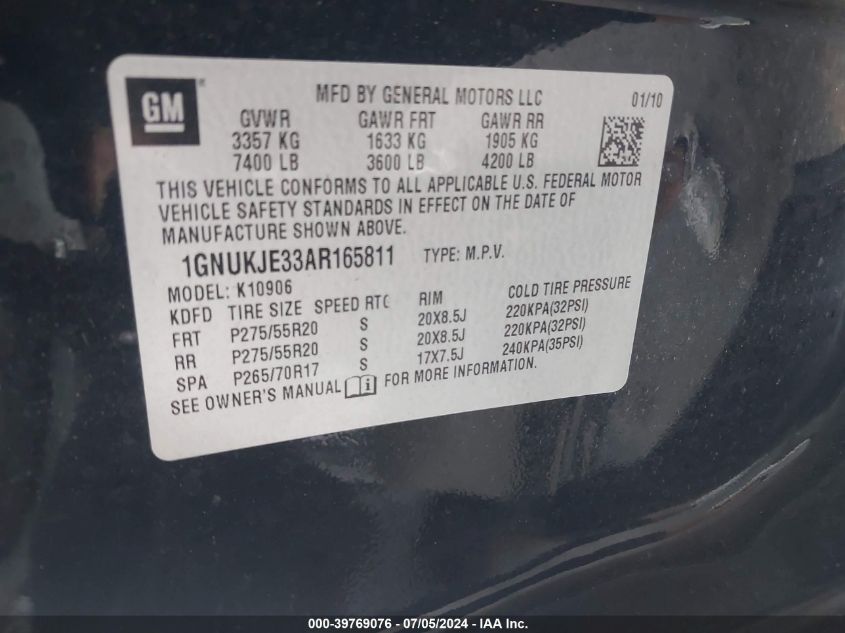 GM
MFD BY GENERAL MOTORS LLC 01/10
GVWR GAWR FRT GAWR RR
3357 KG 1633 KG 1905 KG
7400 LB 3600 LB 4200 LB
THIS VEHICLE CONFORMS TO ALL APPLICABLE U.S. FEDERAL MOTOR
VEHICLE SAFETY STANDARDS IN EFFECT ON THE DATE OF
MANUFACTURE SHOWN ABOVE.
1GNUKJE33AR165811 TYPE: M.P.V.
MODEL: K10906
KDFD TIRE SIZE SPEED RTG RIM COLD TIRE PRESSURE
FRT P275/55R20 S 20X8.5J 220KPA(32PSI)
RR P275/55R20 S 20X8.5J 220KPA(32PSI)
SPA P265/70R17 S 17X7.5J 240KPA(35PSI)
SEE OWNER'S MANUAL i FOR MORE INFORMATION.
000-39769076 - 07/05/2024 - IAA Inc.